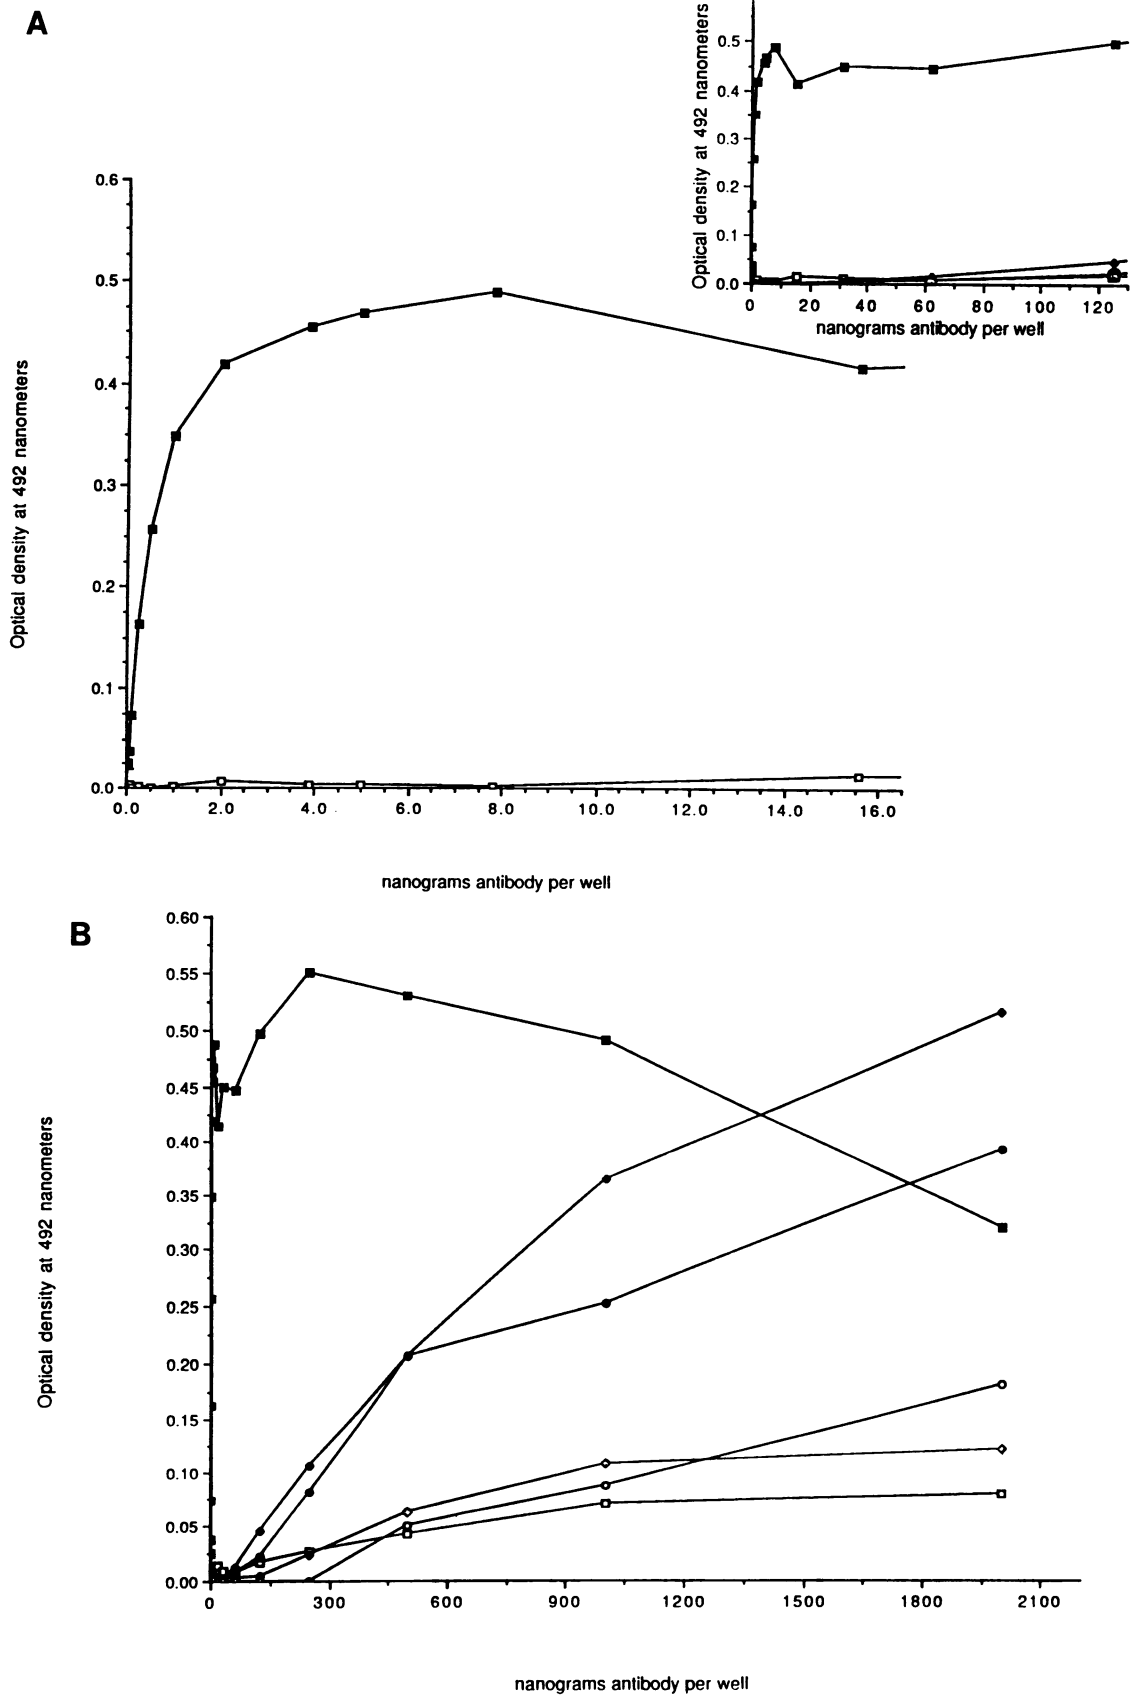 A
Optical density at 492 nanometers
0.5
0.4
0.3
0.2
0.1
0.0
0 20 40 60 80 100 120
nanograms antibody per well
Optical density at 492 nanometers
0.6
0.5
0.4
0.3
0.2
0.1
0.0
0.0 2.0 4.0 6.0 8.0 10.0 12.0 14.0 16.0
nanograms antibody per well
B
Optical density at 492 nanometers
0.60
0.55
0.50
0.45
0.40
0.35
0.30
0.25
0.20
0.15
0.10
0.05
0.00
0 300 600 900 1200 1500 1800 2100
nanograms antibody per well